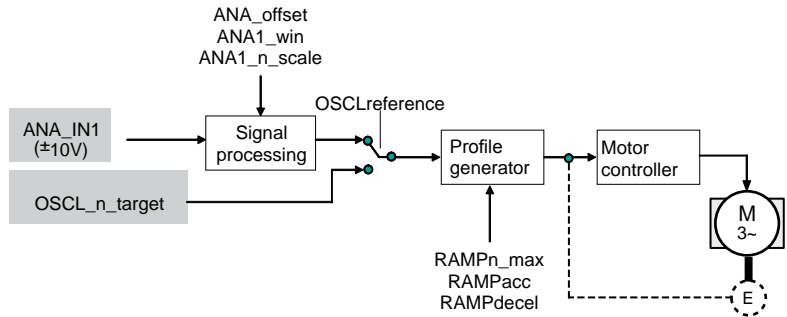 ANA_offset
ANA1_win
ANA1_n_scale
OSCLreference
ANA_IN1
(±10V)
Signal
processing
Profile
generator
Motor
controller
OSCL_n_target
M
3~
RAMPn_max
RAMPacc
RAMPdecel
E